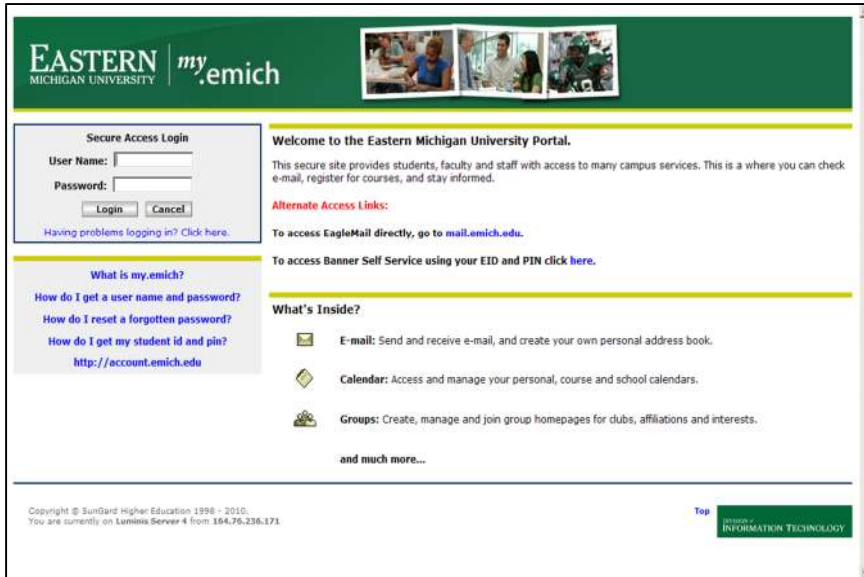 EASTERN
MICHIGAN UNIVERSITY
my.emich
Secure Access Login
User Name:
Password:
Login Cancel
Having problems logging in? Click here.
What is my.emich?
How do I get a user name and password?
How do I reset a forgotten password?
How do I get my student id and pin?
http://account.emich.edu
Welcome to the Eastern Michigan University Portal.
This secure site provides students, faculty and staff with access to many campus services. This is a where you can check
e-mail, register for courses, and stay informed.
Alternate Access Links:
To access EagleMail directly, go to mail.emich.edu.
To access Banner Self Service using your EID and PIN click here.
What's Inside?
E-mail: Send and receive e-mail, and create your own personal address book.
Calendar: Access and manage your personal, course and school calendars.
Groups: Create, manage and join group homepages for clubs, affiliations and interests.
and much more...
Copyright © SunGard Higher Education 1998 - 2010.
You are currently on Luminis Server 4 from 164.76.236.171
Top
DIVISION of
INFORMATION TECHNOLOGY